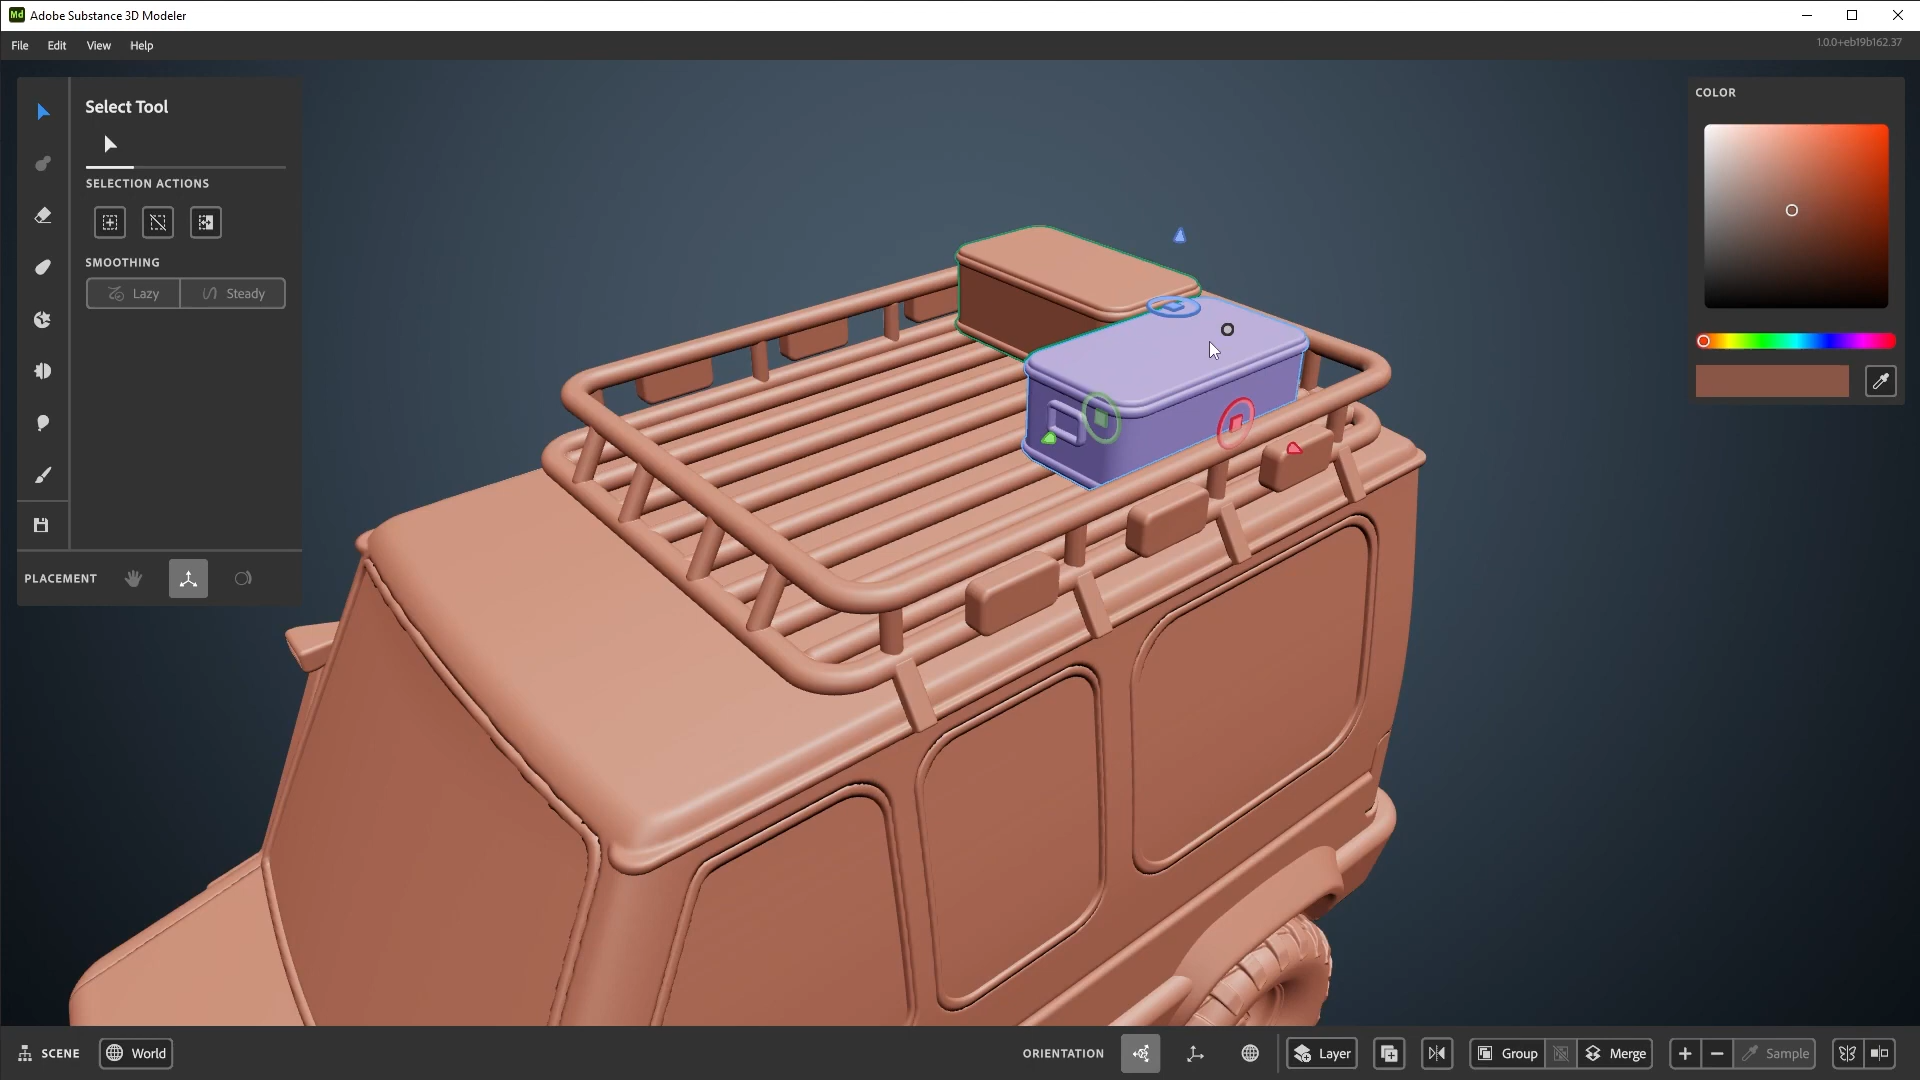 Md Adobe Substance 3D Modeler
File Edit View Help
1.0.0+eb19b162.37
Select Tool
SELECTION ACTIONS
SMOOTHING
Lazy Steady
PLACEMENT
COLOR
SCENE World
ORIENTATION Layer Group Merge Sample